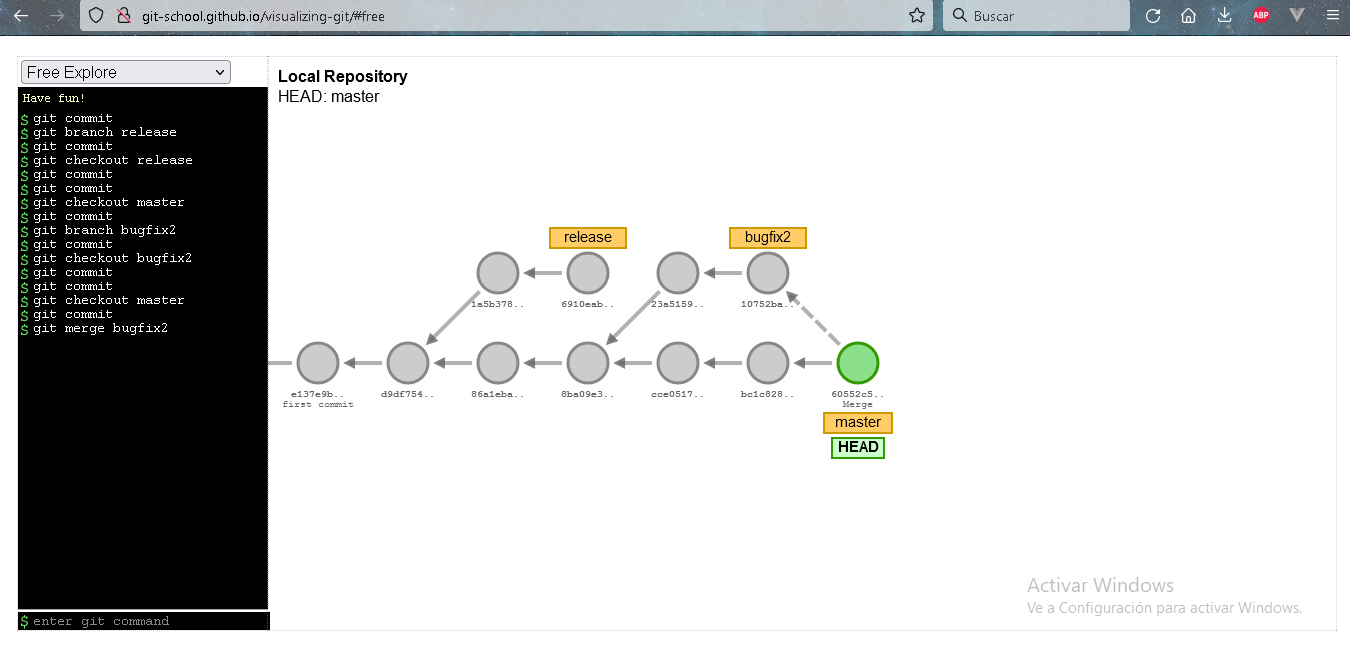 git-school.github.io/visualizing-git/#free
Buscar
ABP
Free Explore
Local Repository
HEAD: master
Have fun!
$ git commit
$ git branch release
$ git commit
$ git checkout release
$ git commit
$ git commit
$ git checkout master
$ git commit
$ git branch bugfix2
$ git commit
$ git checkout bugfix2
$ git commit
$ git commit
$ git checkout master
$ git commit
$ git merge bugfix2
$ enter git command
release
bugfix2
1a5b378..
6910eab..
23a5159..
10752ba..
e137e9b..
first commit
d9df754..
86a1eba..
8ba09e3..
cce0517..
bc1c828..
60552c5..
Merge
master
HEAD
Activar Windows
Ve a Configuración para activar Windows.